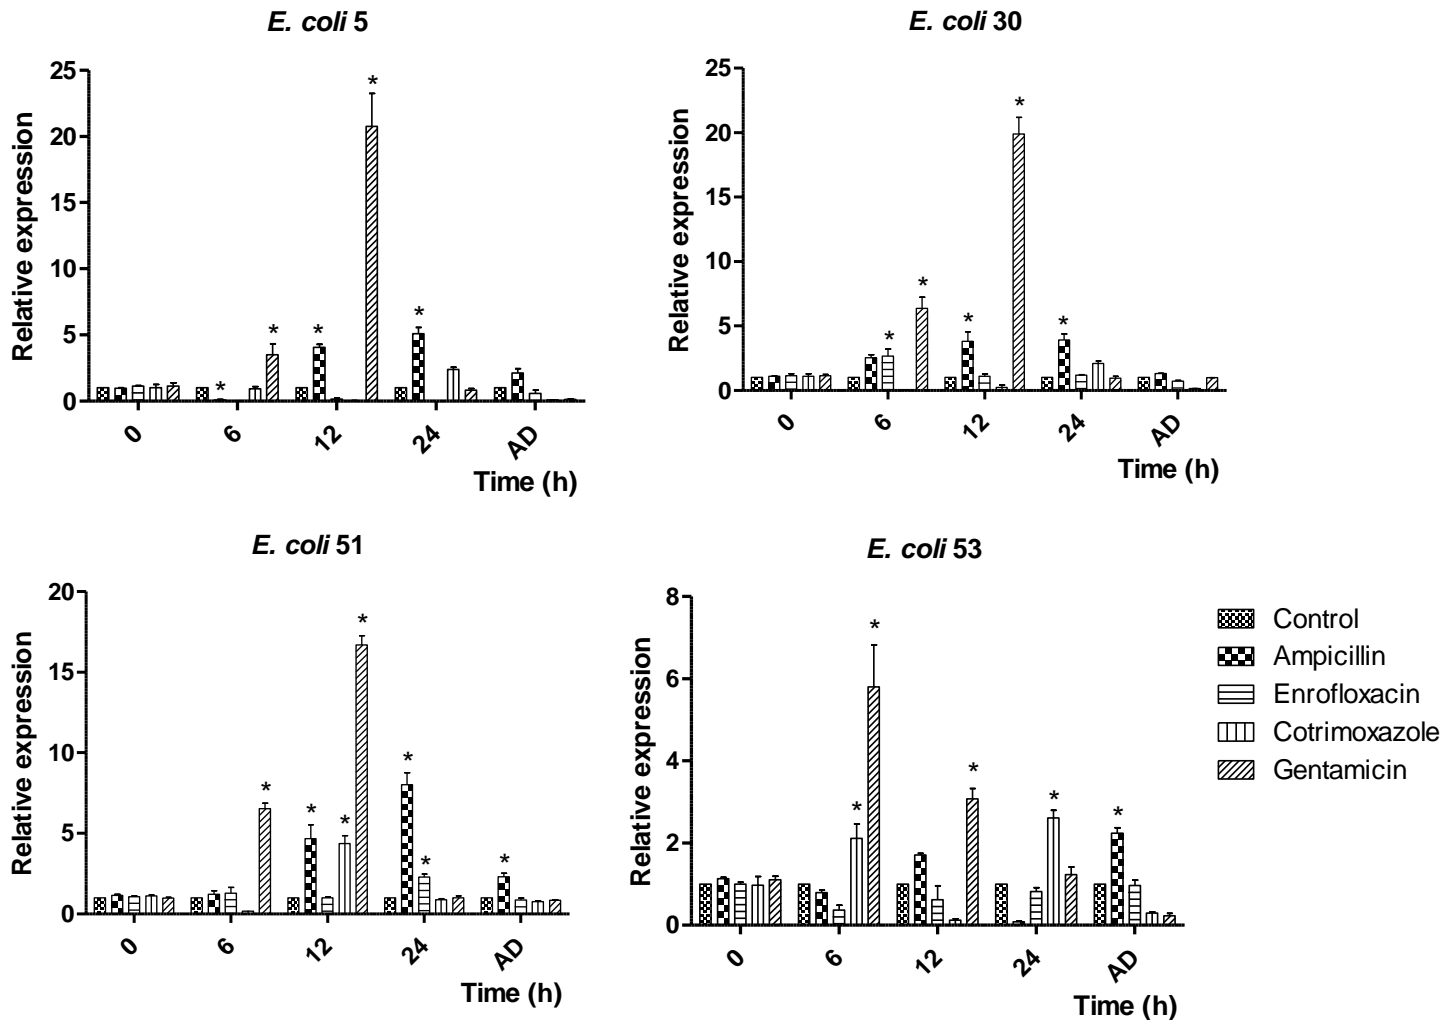 E. coli 5
25
20
15
10
5
0
Relative expression
*
*
*
*
*
0
6
12
24
AD
Time (h)
E. coli 30
25
20
15
10
5
0
Relative expression
*
*
*
*
*
0
6
12
24
AD
Time (h)
E. coli 51
20
15
10
5
0
Relative expression
*
*
*
*
*
*
*
0
6
12
24
AD
Time (h)
E. coli 53
8
6
4
2
0
Relative expression
*
*
*
*
*
0
6
12
24
AD
Time (h)
Control
Ampicillin
Enrofloxacin
Cotrimoxazole
Gentamicin